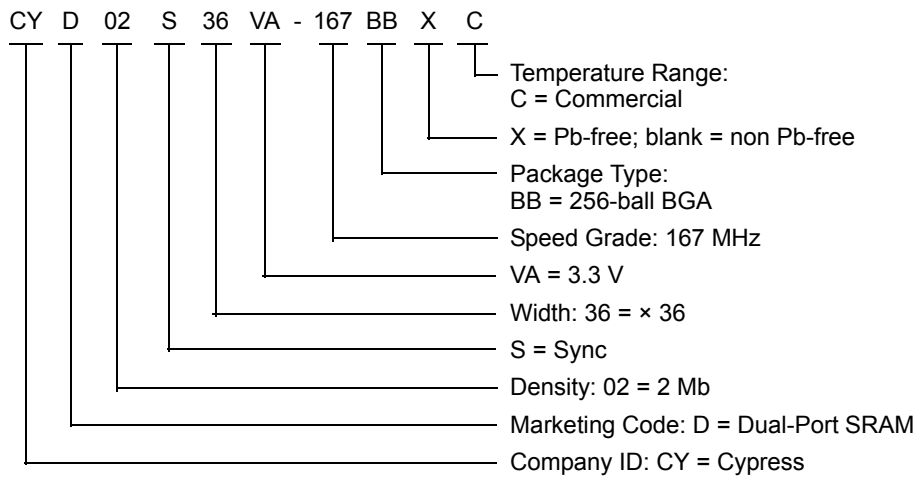 CY D 02 S 36 VA - 167 BB X C
Temperature Range:
C = Commercial
X = Pb-free; blank = non Pb-free
Package Type:
BB = 256-ball BGA
Speed Grade: 167 MHz
VA = 3.3 V
Width: 36 = × 36
S = Sync
Density: 02 = 2 Mb
Marketing Code: D = Dual-Port SRAM
Company ID: CY = Cypress